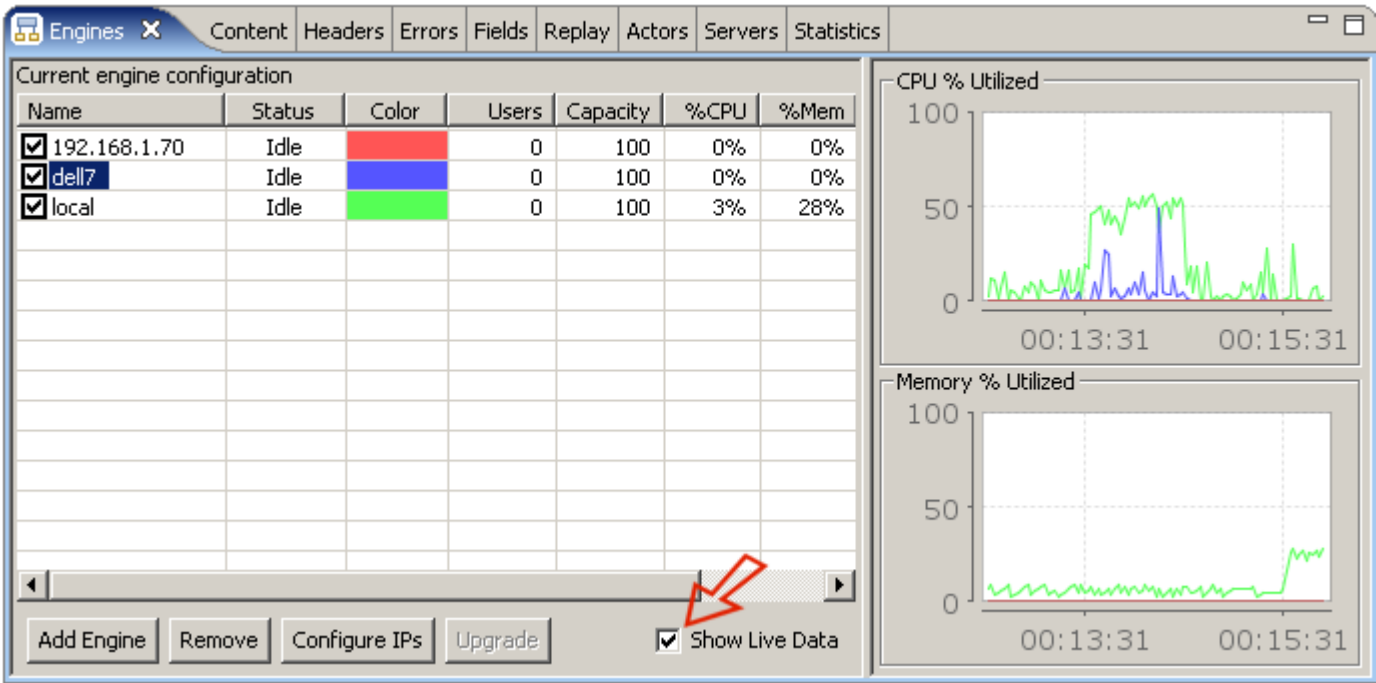 Engines Content Headers Errors Fields Replay Actors Servers Statistics
Current engine configuration
Name Status Color Users Capacity %CPU %Mem
192.168.1.70 Idle 0 100 0% 0%
dell7 Idle 0 100 0% 0%
local Idle 0 100 3% 28%
Add Engine Remove Configure IPs Upgrade Show Live Data
CPU % Utilized
100
50
0
00:13:31 00:15:31
Memory % Utilized
100
50
0
00:13:31 00:15:31